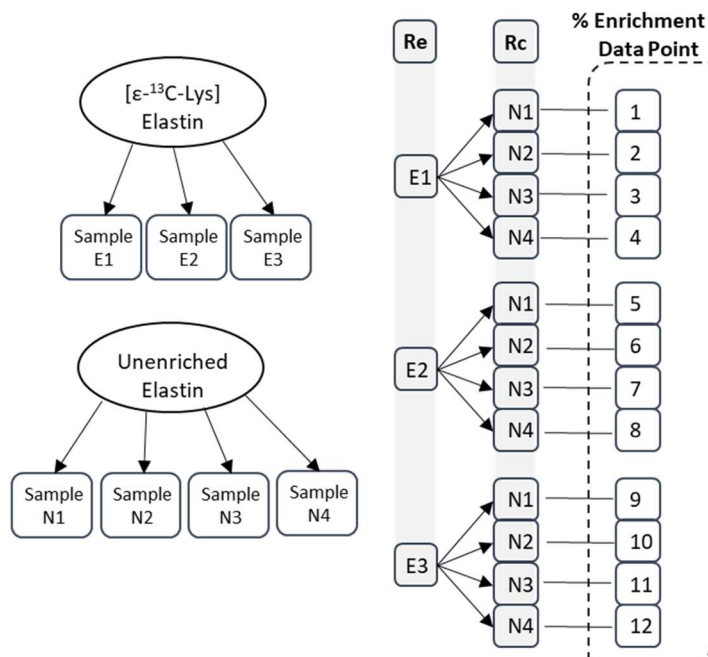 [ε-¹³C-Lys]
Elastin
Sample
E1
Sample
E2
Sample
E3
Unenriched
Elastin
Sample
N1
Sample
N2
Sample
N3
Sample
N4
Re
Rc
% Enrichment
Data Point
E1
N1
1
N2
2
N3
3
N4
4
E2
N1
5
N2
6
N3
7
N4
8
E3
N1
9
N2
10
N3
11
N4
12